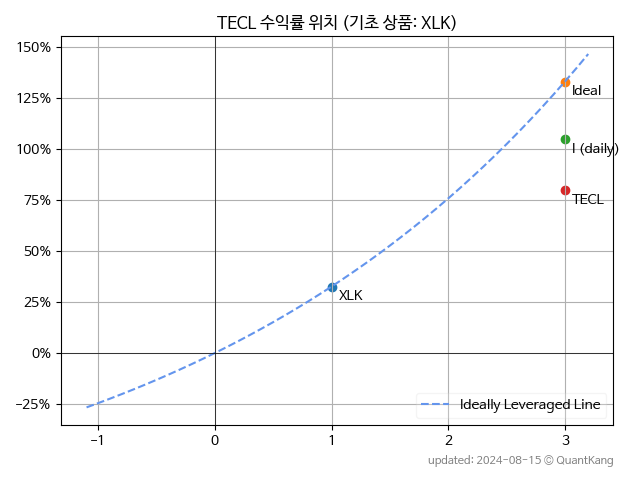 TECL 수익률 위치 (기초 상품: XLK)
150%
125%
100%
75%
50%
25%
0%
−25%
Ideal
I (daily)
TECL
XLK
Ideally Leveraged Line
−1
0
1
2
3
updated: 2024-08-15 © QuantKang